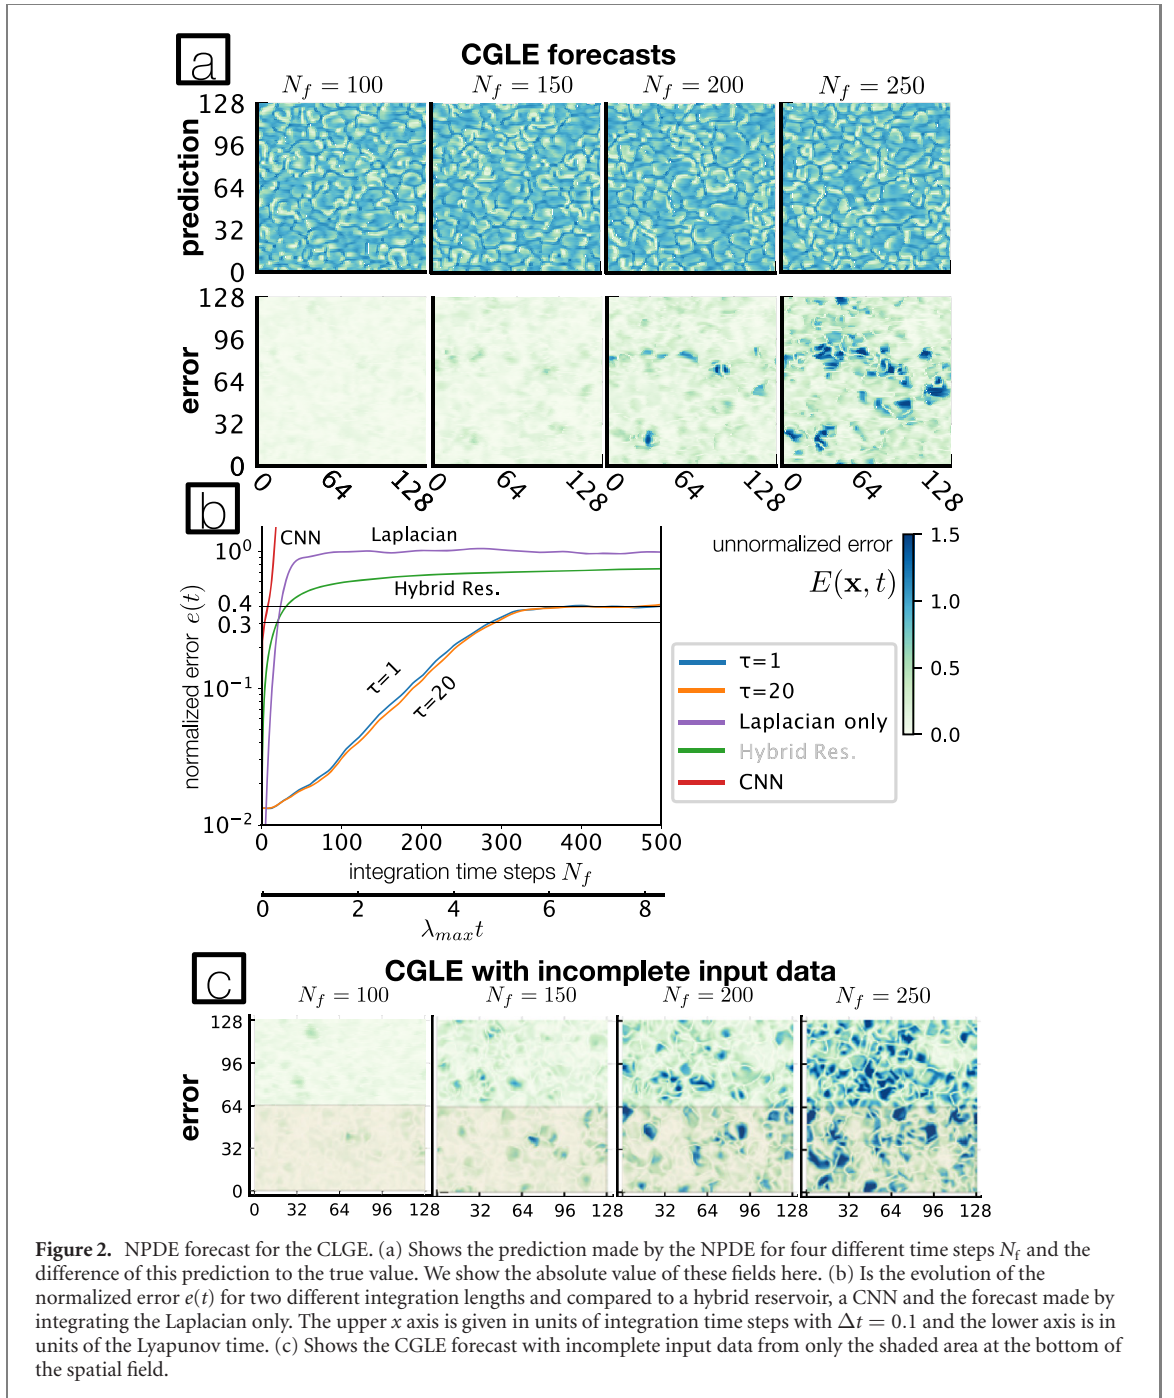 a
CGLE forecasts
N_f = 100 N_f = 150 N_f = 200 N_f = 250
prediction
128
96
64
32
0
error
128
96
64
32
0
0 64 128 0 64 128 0 64 128 0 64 128
b
CNN
Laplacian
Hybrid Res.
τ=1
τ=20
normalized error e(t)
10^0
0.4
0.3
10^-1
10^-2
0 100 200 300 400 500
integration time steps N_f
0 2 4 6 8
λ_max t
unnormalized error
E(x, t)
1.5
1.0
0.5
0.0
τ=1
τ=20
Laplacian only
Hybrid Res.
CNN
c
CGLE with incomplete input data
N_f = 100 N_f = 150 N_f = 200 N_f = 250
error
128
96
64
32
0
0 32 64 96 128 32 64 96 128 32 64 96 128 32 64 96 128
Figure 2. NPDE forecast for the CLGE. (a) Shows the prediction made by the NPDE for four different time steps N_f and the
difference of this prediction to the true value. We show the absolute value of these fields here. (b) Is the evolution of the
normalized error e(t) for two different integration lengths and compared to a hybrid reservoir, a CNN and the forecast made by
integrating the Laplacian only. The upper x axis is given in units of integration time steps with Δt = 0.1 and the lower axis is in
units of the Lyapunov time. (c) Shows the CGLE forecast with incomplete input data from only the shaded area at the bottom of
the spatial field.